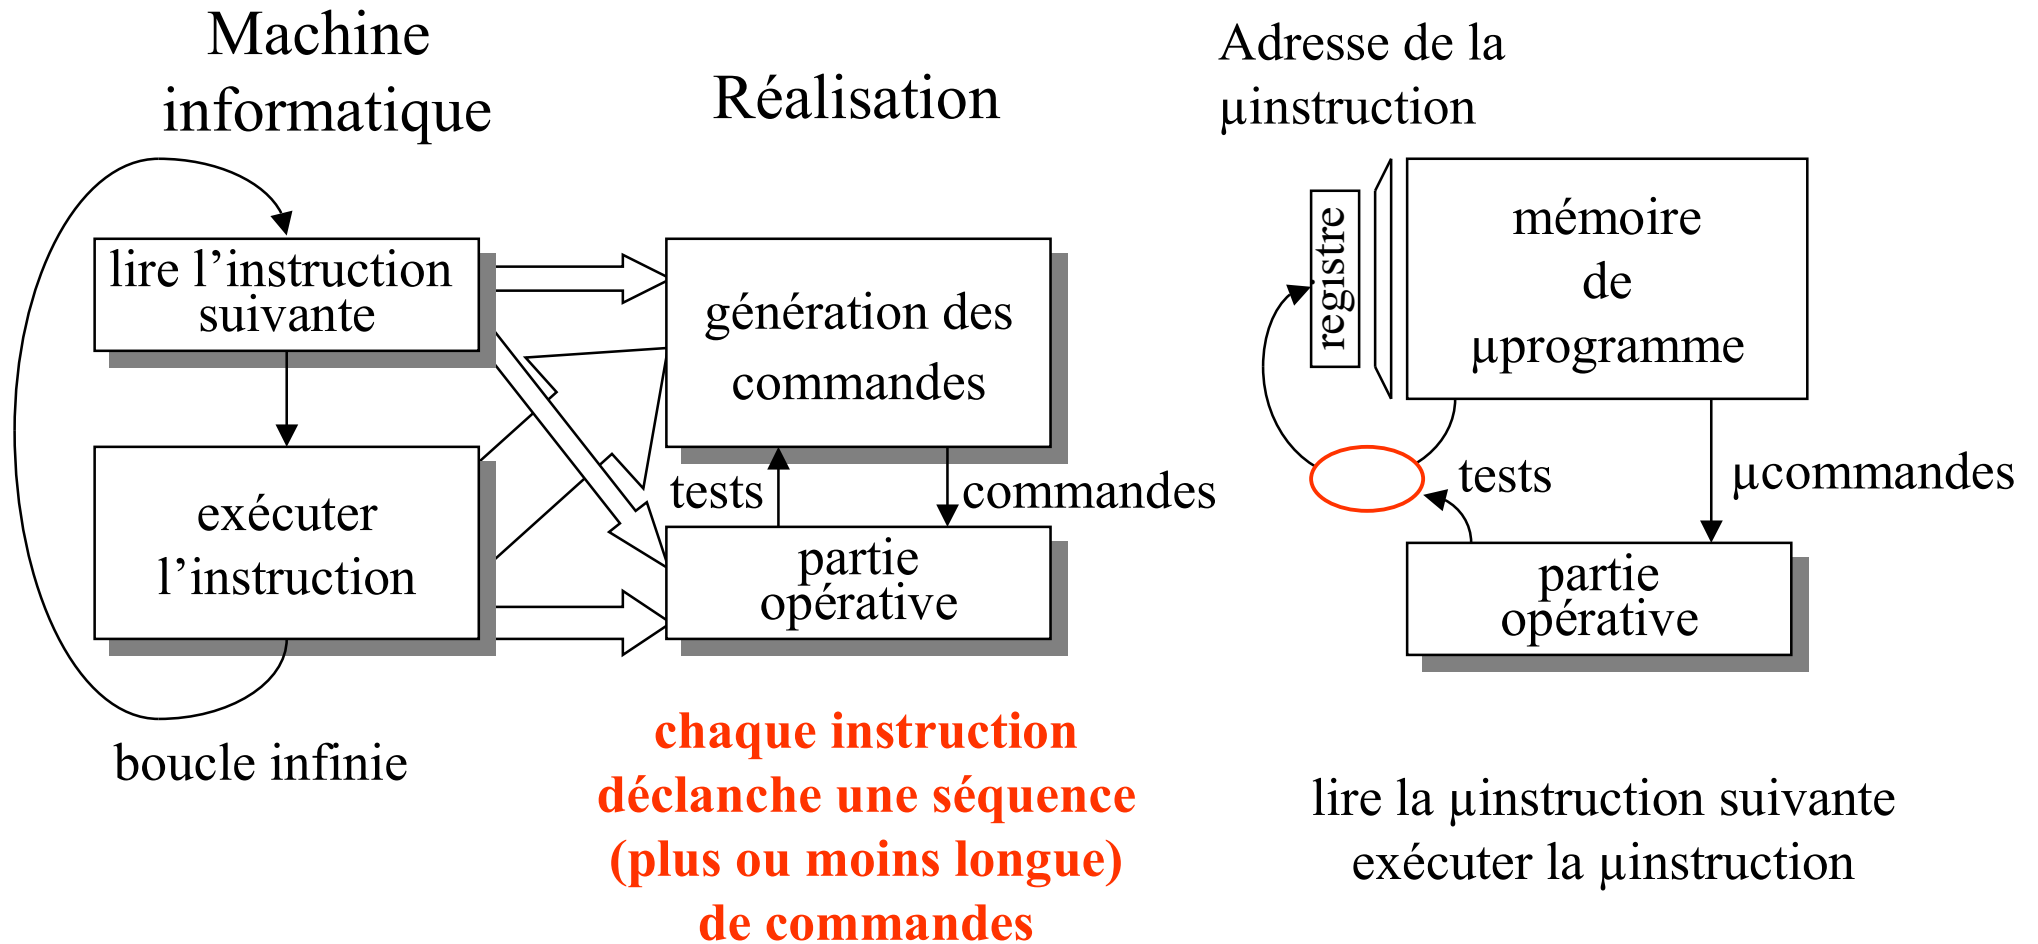 Machine
informatique
lire l’instruction
suivante
exécuter
l’instruction
boucle infinie
Réalisation
génération des
commandes
tests
commandes
partie
opérative
chaque instruction
déclanche une séquence
(plus ou moins longue)
de commandes
Adresse de la
µinstruction
registre
mémoire
de
µprogramme
tests
µcommandes
partie
opérative
lire la µinstruction suivante
exécuter la µinstruction